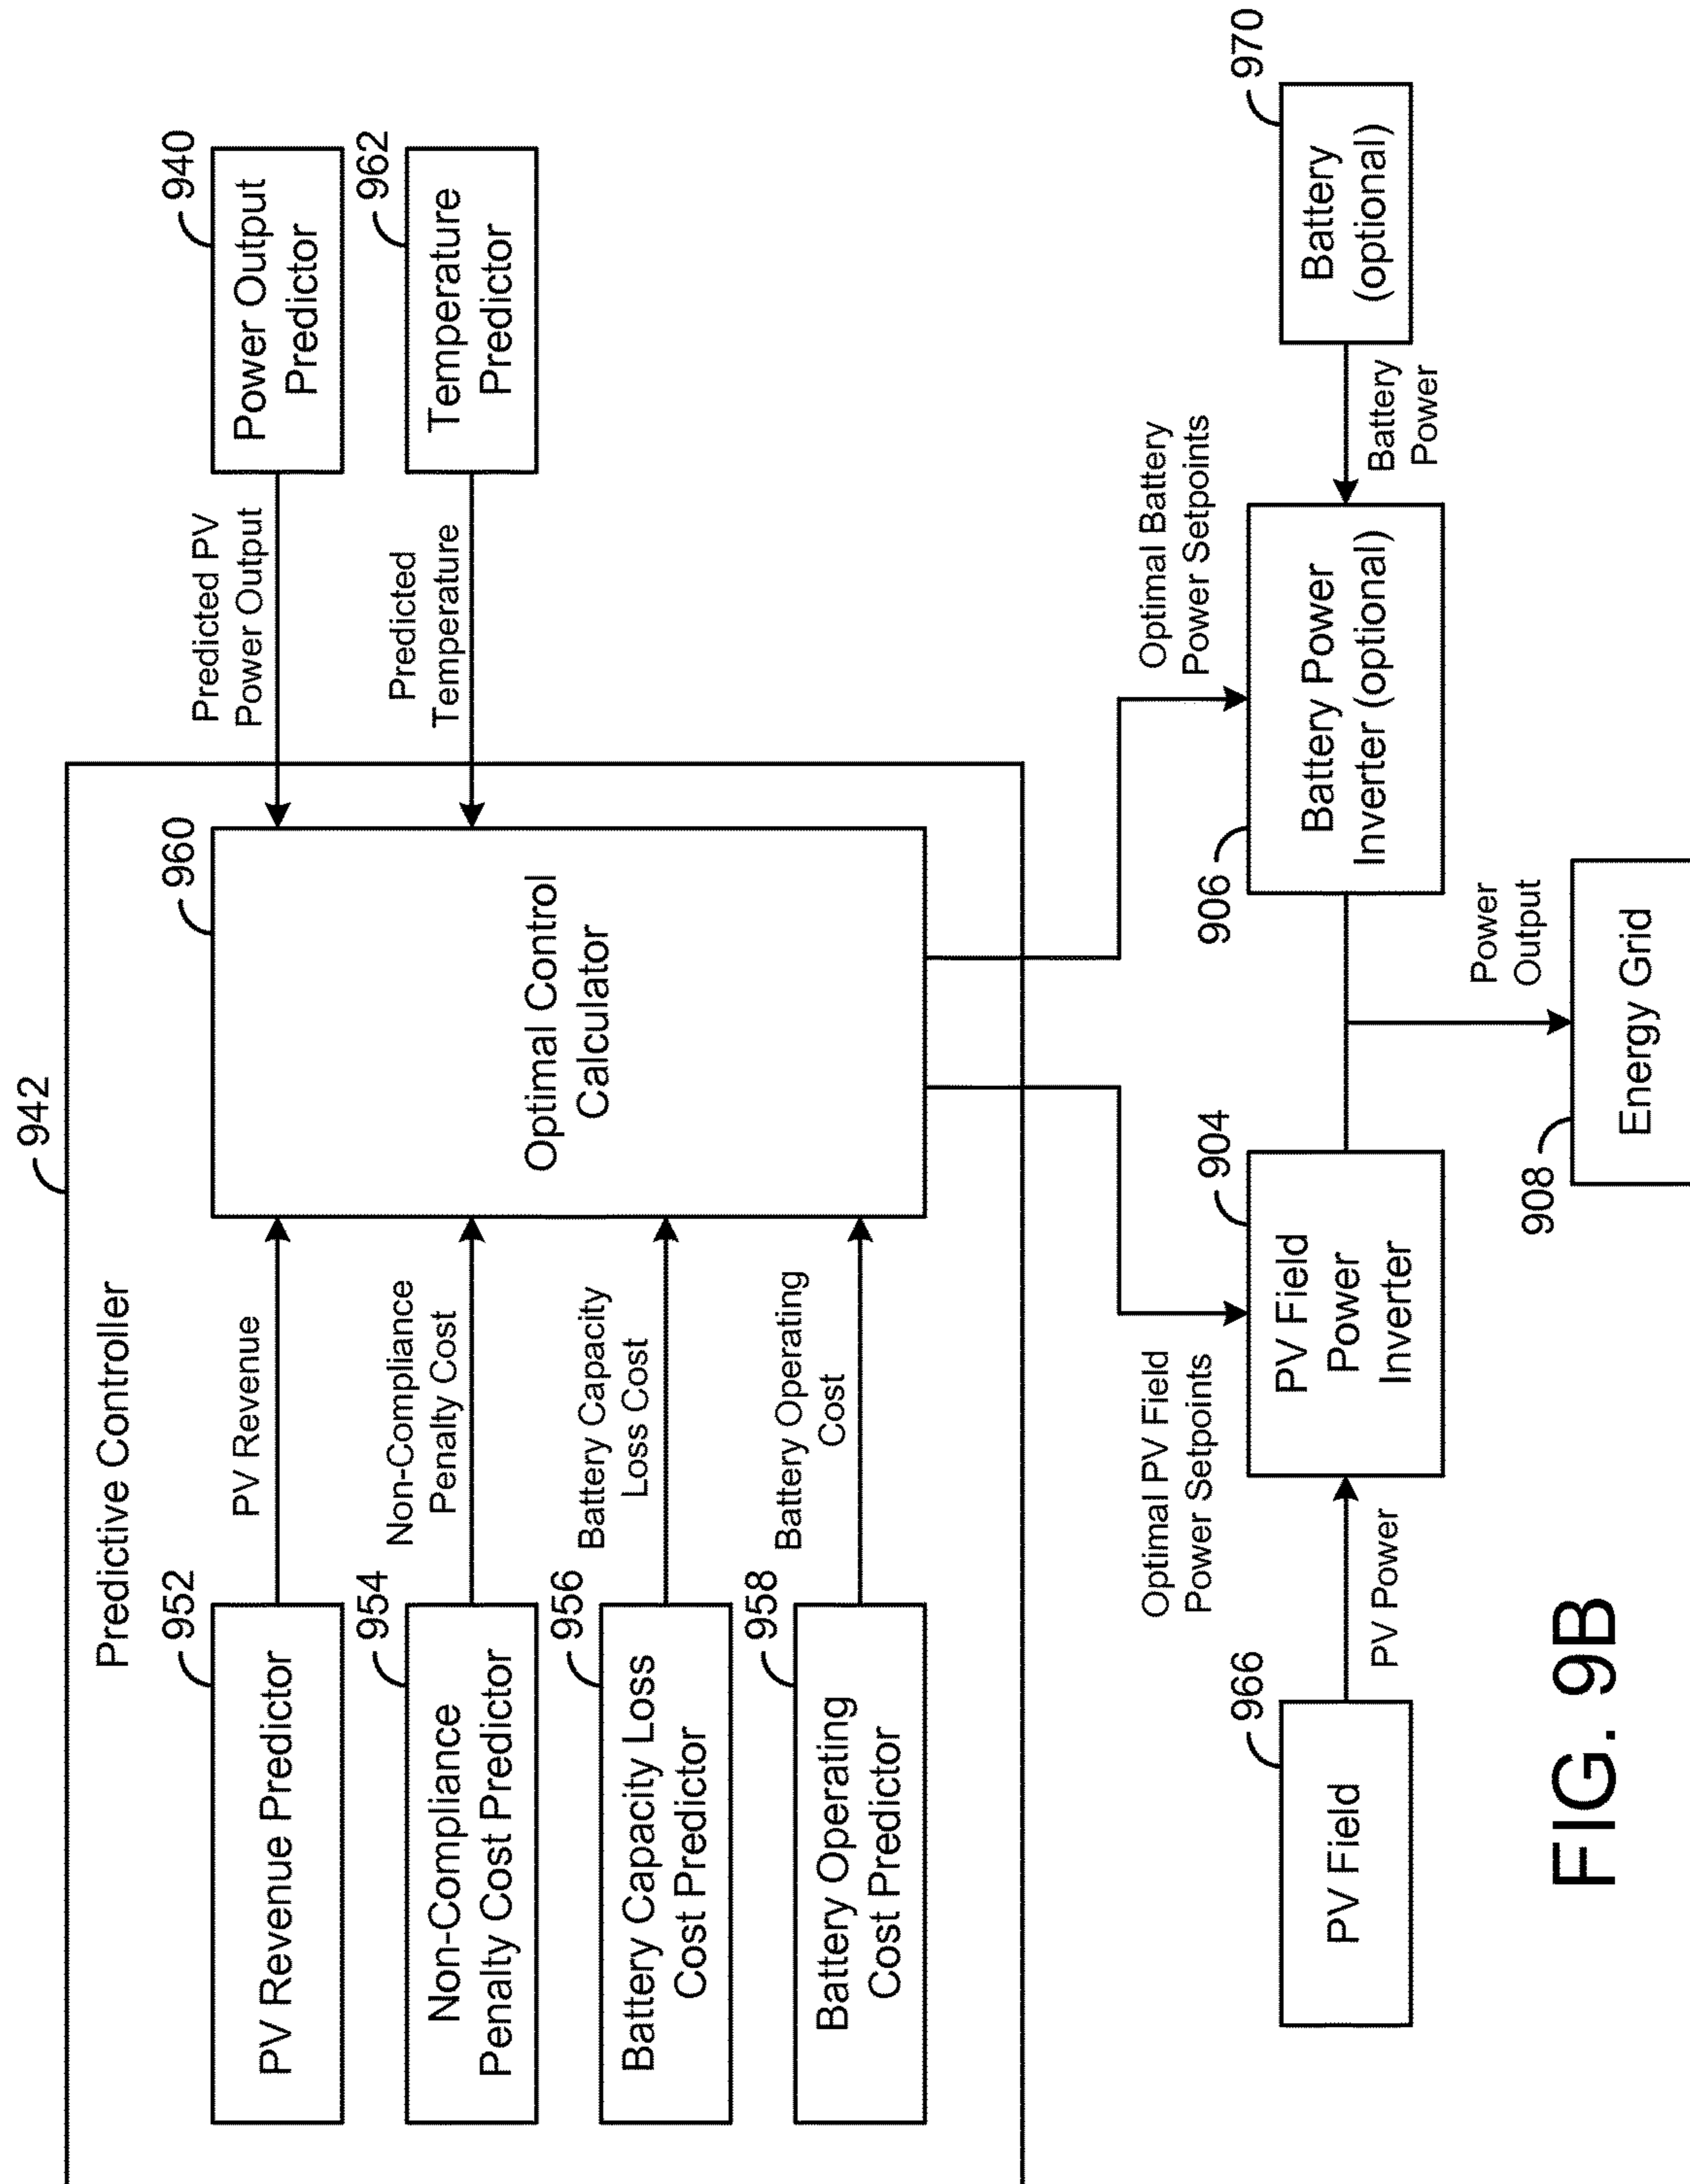 942
Predictive Controller
952
PV Revenue Predictor
PV Revenue
954
Non-Compliance
Penalty Cost Predictor
Non-Compliance
Penalty Cost
956
Battery Capacity Loss
Cost Predictor
Battery Capacity
Loss Cost
958
Battery Operating
Cost Predictor
Battery Operating
Cost
960
Optimal Control
Calculator
Predicted PV
Power Output
940
Power Output
Predictor
Predicted
Temperature
962
Temperature
Predictor
Optimal PV Field
Power Setpoints
Optimal Battery
Power Setpoints
966
PV Field
PV Power
904
PV Field
Power
Inverter
906
Battery Power
Inverter (optional)
Battery
Power
970
Battery
(optional)
Power
Output
908
Energy Grid
FIG. 9B